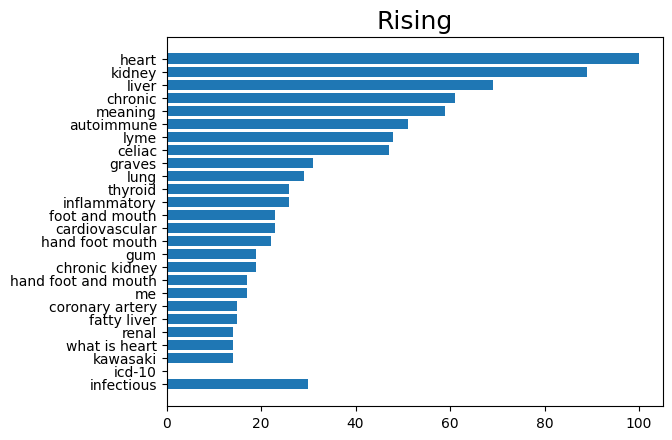 Rising
heart
kidney
liver
chronic
meaning
autoimmune
lyme
celiac
graves
lung
thyroid
inflammatory
foot and mouth
cardiovascular
hand foot mouth
gum
chronic kidney
hand foot and mouth
me
coronary artery
fatty liver
renal
what is heart
kawasaki
icd-10
infectious
0 20 40 60 80 100